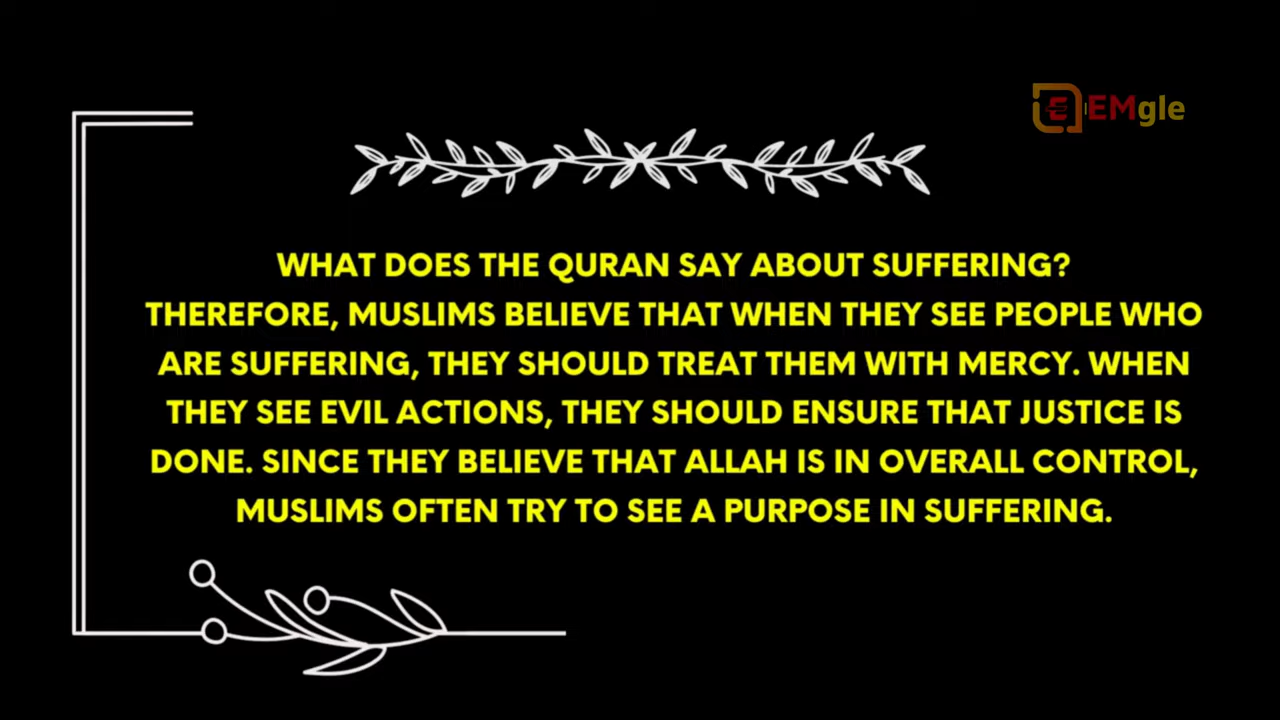 EMgle
WHAT DOES THE QURAN SAY ABOUT SUFFERING?
THEREFORE, MUSLIMS BELIEVE THAT WHEN THEY SEE PEOPLE WHO
ARE SUFFERING, THEY SHOULD TREAT THEM WITH MERCY. WHEN
THEY SEE EVIL ACTIONS, THEY SHOULD ENSURE THAT JUSTICE IS
DONE. SINCE THEY BELIEVE THAT ALLAH IS IN OVERALL CONTROL,
MUSLIMS OFTEN TRY TO SEE A PURPOSE IN SUFFERING.